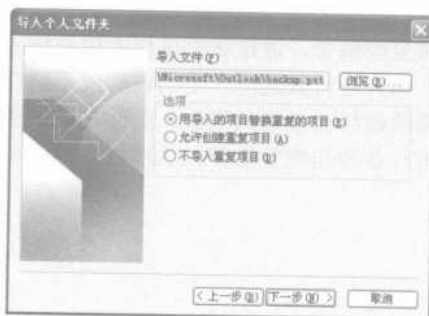 导入个人文件夹
导入文件(F)
\Microsoft\Outlook\backup.pst 浏览(R)...
选项
用导入的项目替换重复的项目(E)
允许创建重复项目(A)
不导入重复项目(D)
< 上一步(B) 下一步(N) > 取消